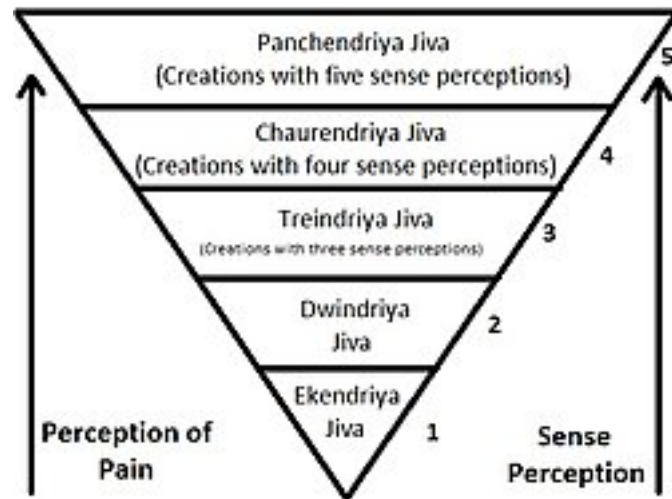 Panchendriya Jiva
(Creations with five sense perceptions)
5
Chaurendriya Jiva
(Creations with four sense perceptions)
4
Treindriya Jiva
(Creations with three sense perceptions)
3
Dwindriya
Jiva
2
Ekendriya
Jiva
1
Perception of
Pain
Sense
Perception